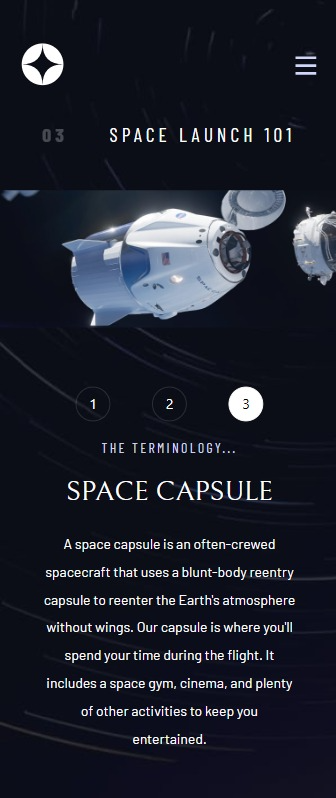 03 SPACE LAUNCH 101
1 2 3
THE TERMINOLOGY...
SPACE CAPSULE
A space capsule is an often-crewed
spacecraft that uses a blunt-body reentry
capsule to reenter the Earth's atmosphere
without wings. Our capsule is where you'll
spend your time during the flight. It
includes a space gym, cinema, and plenty
of other activities to keep you
entertained.